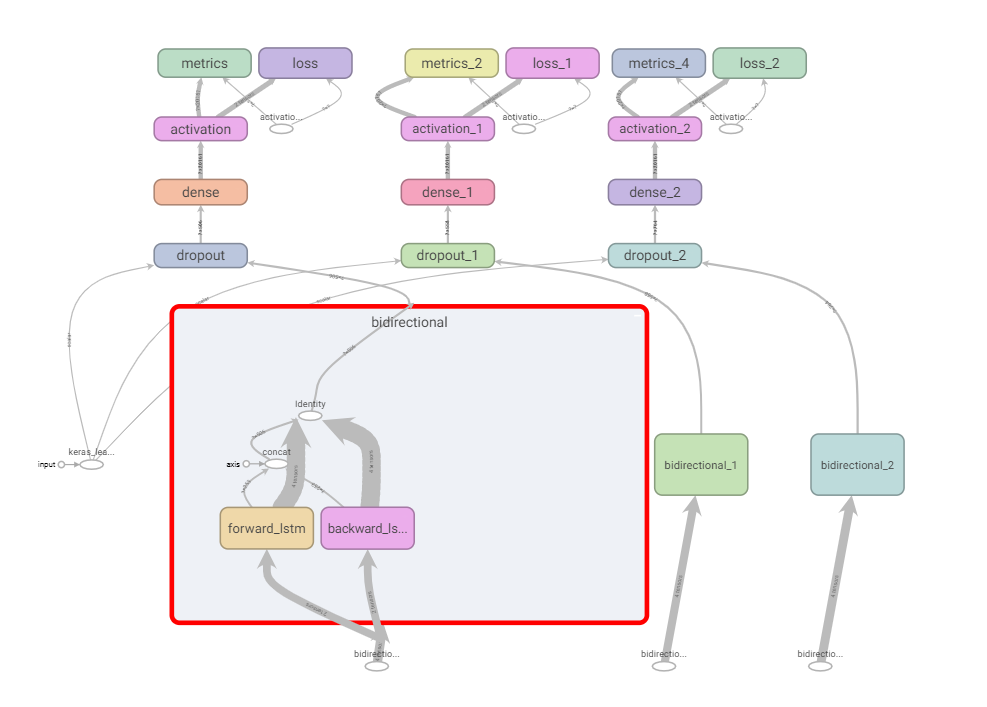 metrics
loss
metrics_2
loss_1
metrics_4
loss_2
activation
activatio...
activation_1
activatio...
activation_2
activatio...
dense
dense_1
dense_2
dropout
dropout_1
dropout_2
bidirectional
Identity
keras_lea...
input
concat
axis
bidirectional_1
bidirectional_2
forward_lstm
backward_ls...
bidirectio...
bidirectio...
bidirectio...